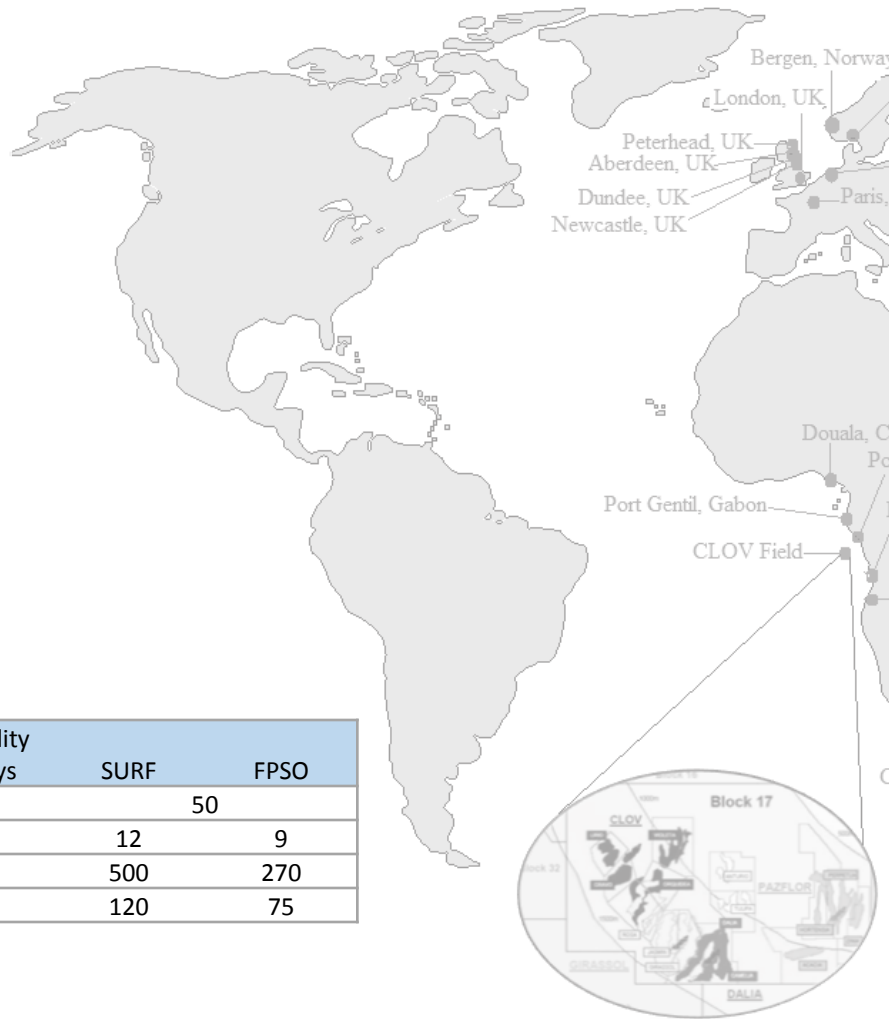 Bergen, Norway
London, UK
Peterhead, UK
Aberdeen, UK
Dundee, UK
Newcastle, UK
Paris,
Douala, C
Po
Port Gentil, Gabon
CLOV Field
lity
ys SURF FPSO
50
12 9
500 270
120 75
C
Block 17
CLOV
Block 32
PAZFLOR
GIRASSOL
DALIA